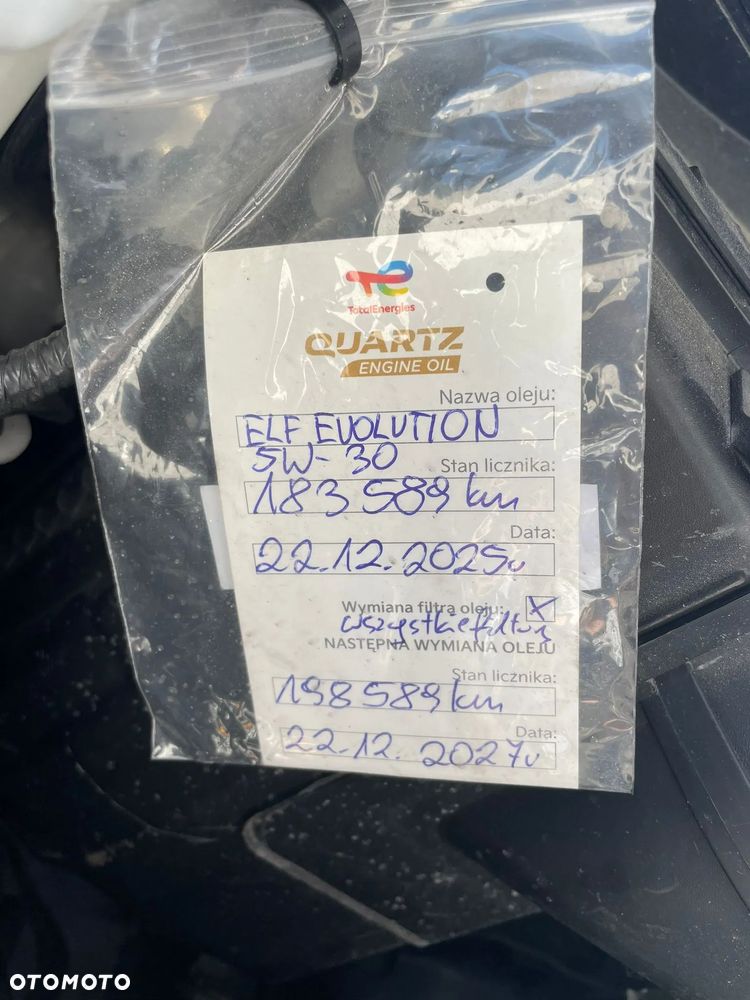 TotalEnergies
QUARTZ
ENGINE OIL
Nazwa oleju:
ELF EVOLUTION
5W-30
Stan licznika:
183 589 km
Data:
22.12.2025r
Wymiana filtra oleju: X
wszystkie filtry
NASTĘPNA WYMIANA OLEJU
Stan licznika:
198 589 km
Data:
22.12.2027r
OTOMOTO